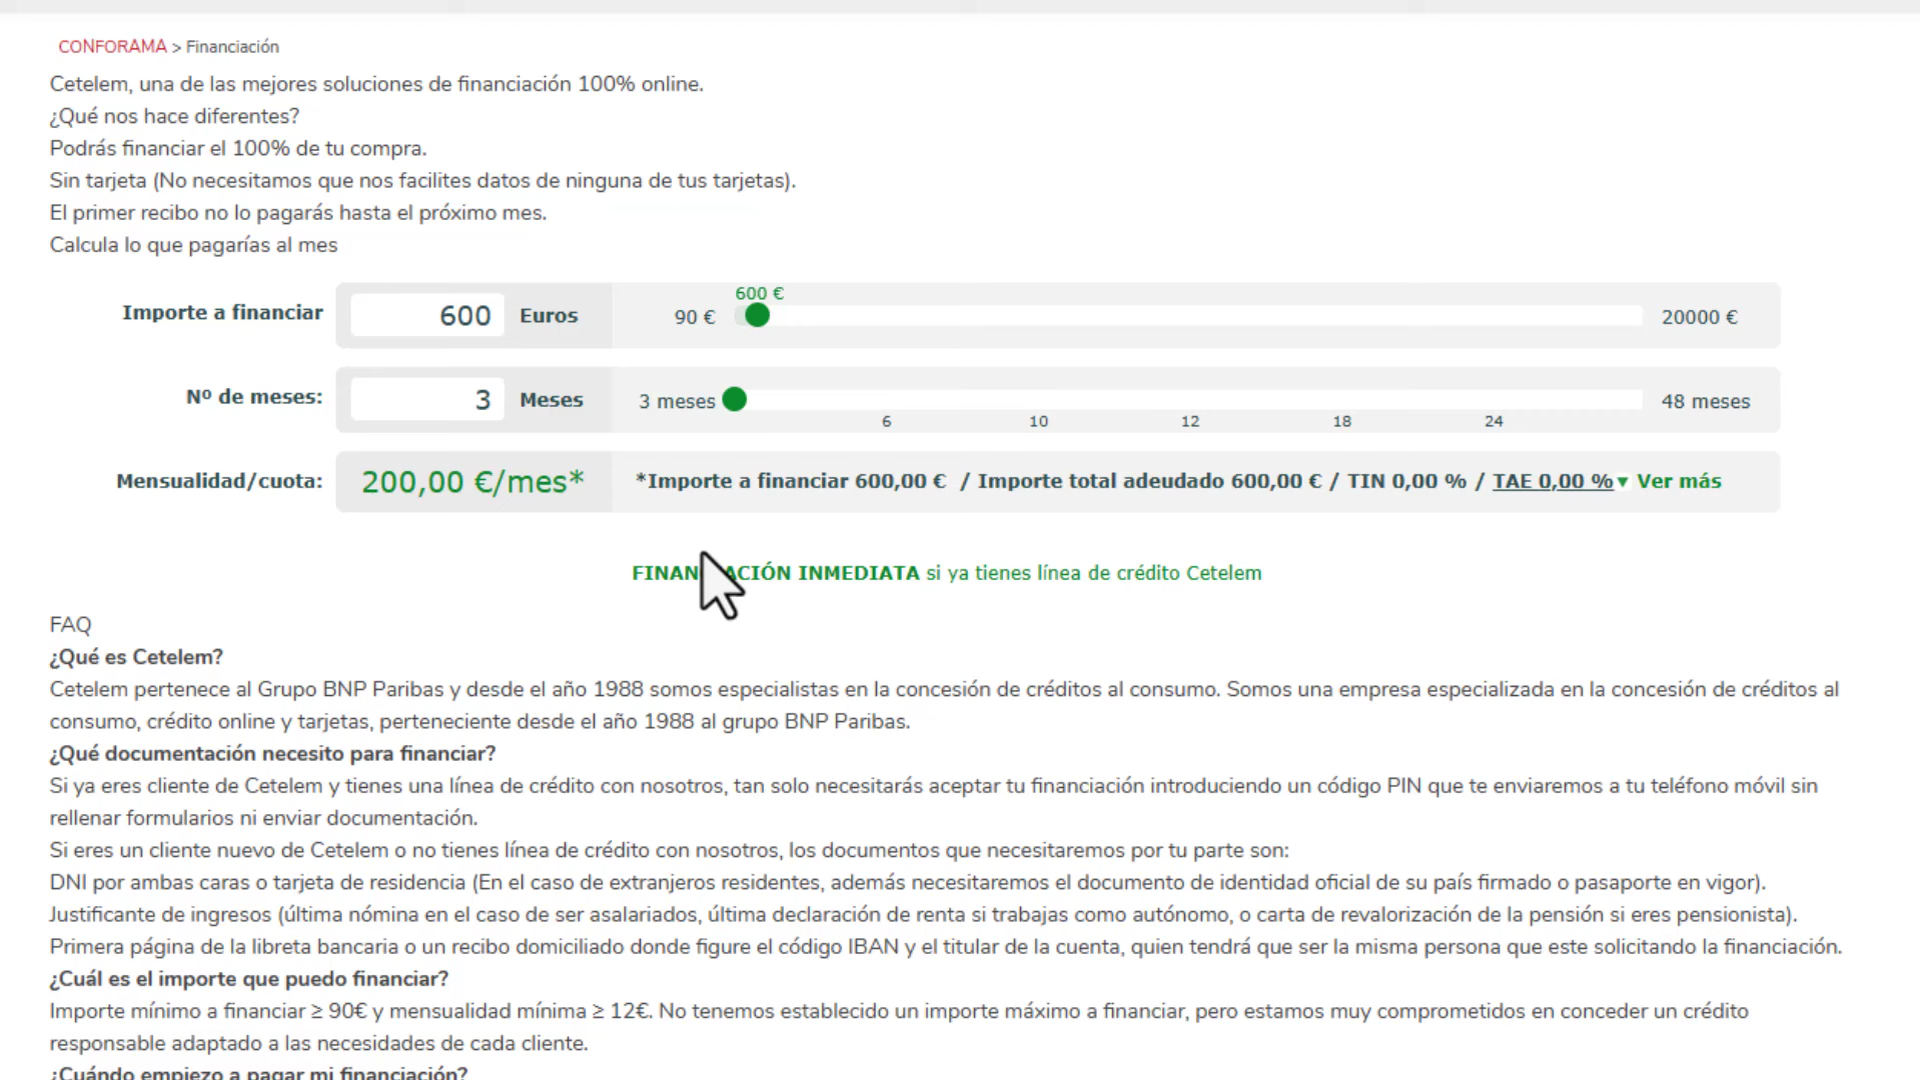 CONFORAMA > Financiación
Cetelem, una de las mejores soluciones de financiación 100% online.
¿Qué nos hace diferentes?
Podrás financiar el 100% de tu compra.
Sin tarjeta (No necesitamos que nos facilites datos de ninguna de tus tarjetas).
El primer recibo no lo pagarás hasta el próximo mes.
Calcula lo que pagarías al mes
600 €
Importe a financiar 600 Euros 90 € 20000 €
Nº de meses: 3 Meses 3 meses 48 meses
6 10 12 18 24
Mensualidad/cuota: 200,00 €/mes* *Importe a financiar 600,00 € / Importe total adeudado 600,00 € / TIN 0,00 % / TAE 0,00 %▼ Ver más
FINANCIACIÓN INMEDIATA si ya tienes línea de crédito Cetelem
FAQ
¿Qué es Cetelem?
Cetelem pertenece al Grupo BNP Paribas y desde el año 1988 somos especialistas en la concesión de créditos al consumo. Somos una empresa especializada en la concesión de créditos al
consumo, crédito online y tarjetas, perteneciente desde el año 1988 al grupo BNP Paribas.
¿Qué documentación necesito para financiar?
Si ya eres cliente de Cetelem y tienes una línea de crédito con nosotros, tan solo necesitarás aceptar tu financiación introduciendo un código PIN que te enviaremos a tu teléfono móvil sin
rellenar formularios ni enviar documentación.
Si eres un cliente nuevo de Cetelem o no tienes línea de crédito con nosotros, los documentos que necesitaremos por tu parte son:
DNI por ambas caras o tarjeta de residencia (En el caso de extranjeros residentes, además necesitaremos el documento de identidad oficial de su país firmado o pasaporte en vigor).
Justificante de ingresos (última nómina en el caso de ser asalariados, última declaración de renta si trabajas como autónomo, o carta de revalorización de la pensión si eres pensionista).
Primera página de la libreta bancaria o un recibo domiciliado donde figure el código IBAN y el titular de la cuenta, quien tendrá que ser la misma persona que este solicitando la financiación.
¿Cuál es el importe que puedo financiar?
Importe mínimo a financiar ≥ 90€ y mensualidad mínima ≥ 12€. No tenemos establecido un importe máximo a financiar, pero estamos muy comprometidos en conceder un crédito
responsable adaptado a las necesidades de cada cliente.
¿Cuándo empiezo a pagar mi financiación?